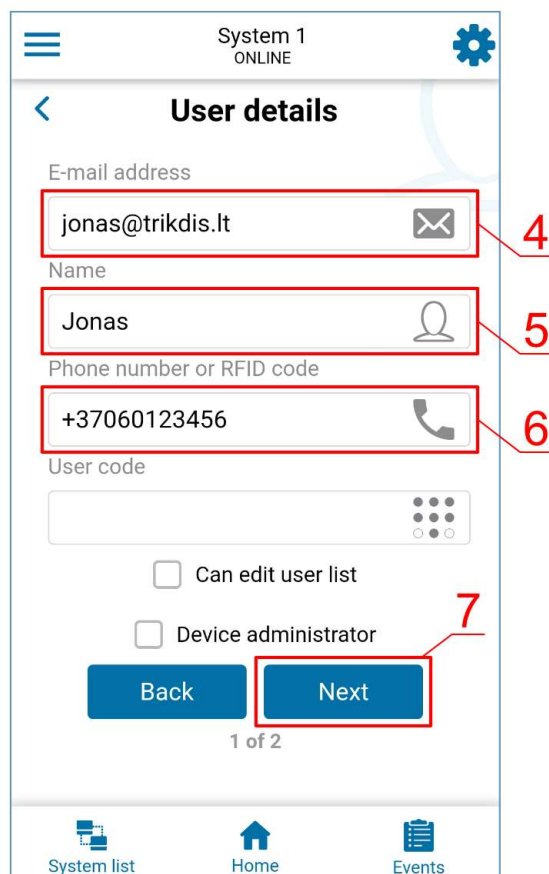 System 1
ONLINE
User details
E-mail address
jonas@trikdis.lt
4
Name
Jonas
5
Phone number or RFID code
+37060123456
6
User code
Can edit user list
7
Device administrator
Back Next
1 of 2
System list Home Events